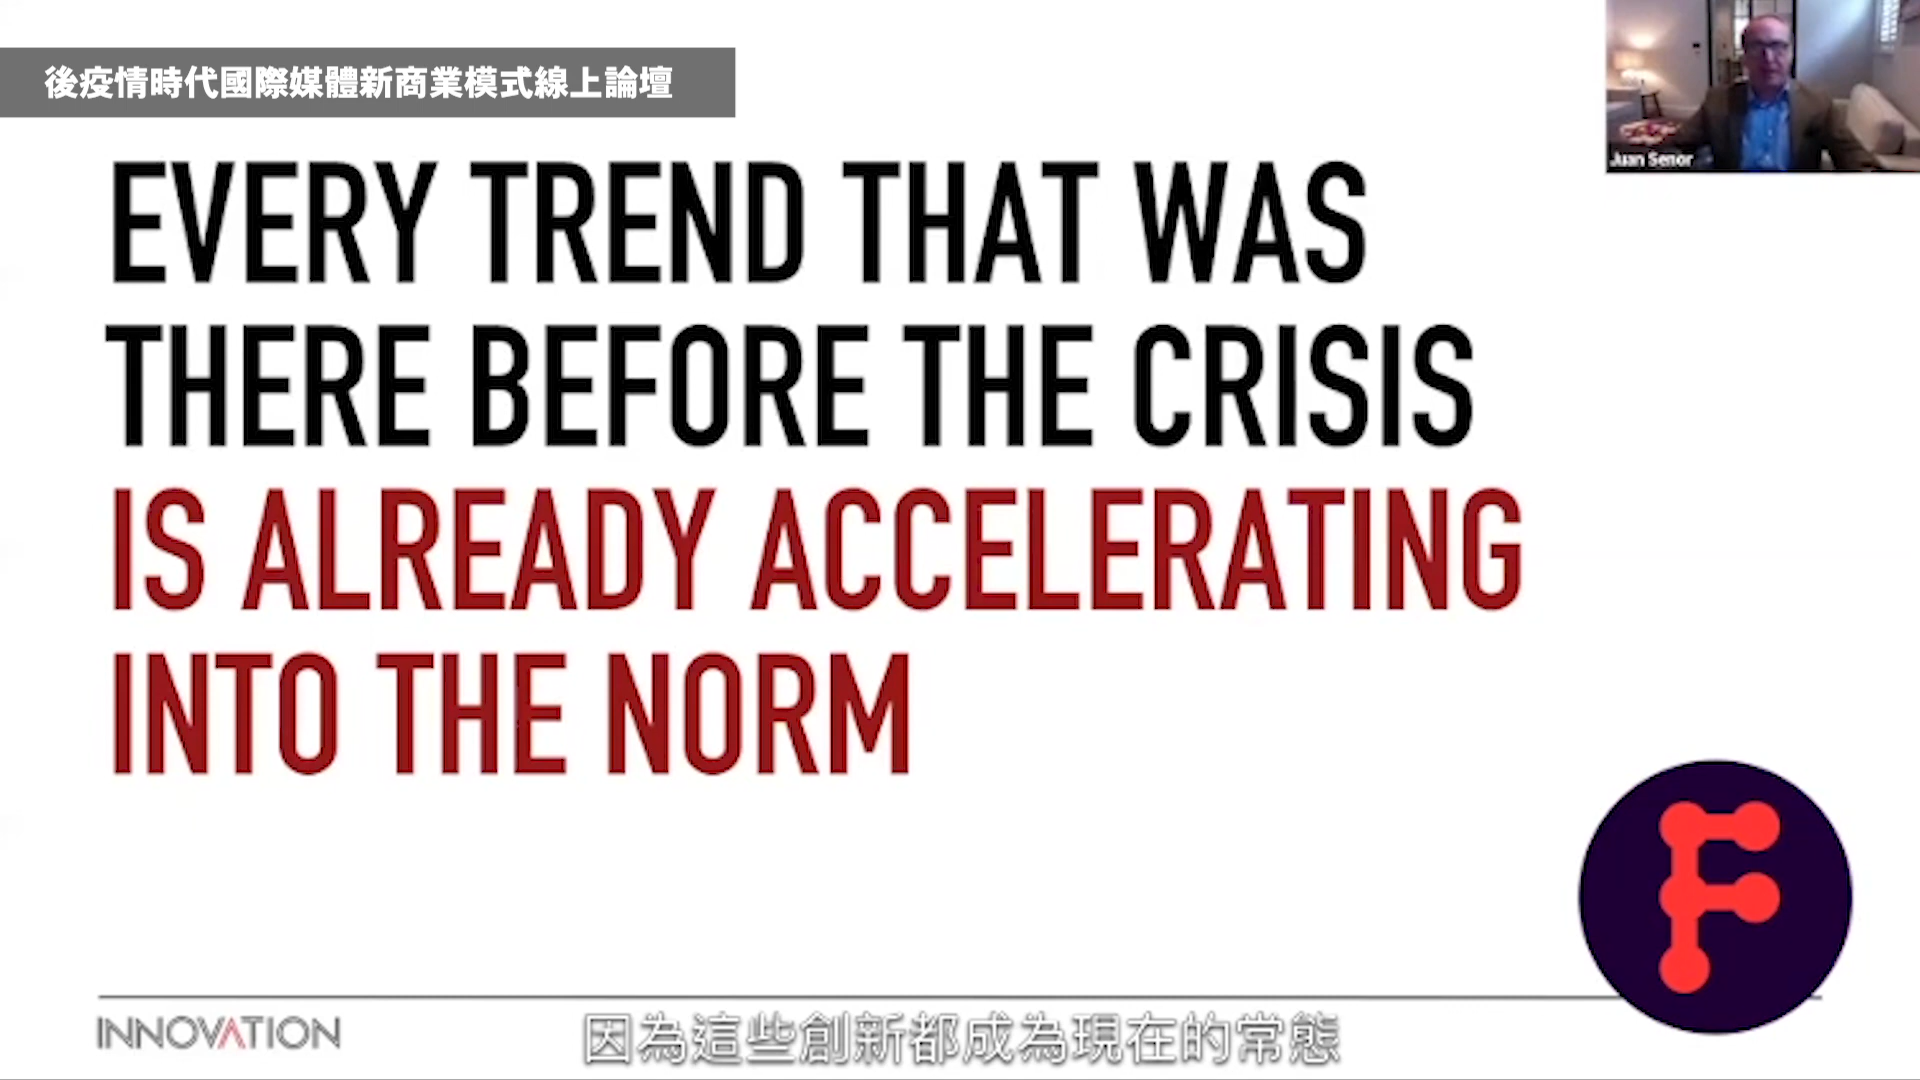 後疫情時代國際媒體新商業模式線上論壇
Juan Senor
EVERY TREND THAT WAS
THERE BEFORE THE CRISIS
IS ALREADY ACCELERATING
INTO THE NORM
F
INNOVATION
因為這些創新都成為現在的常態